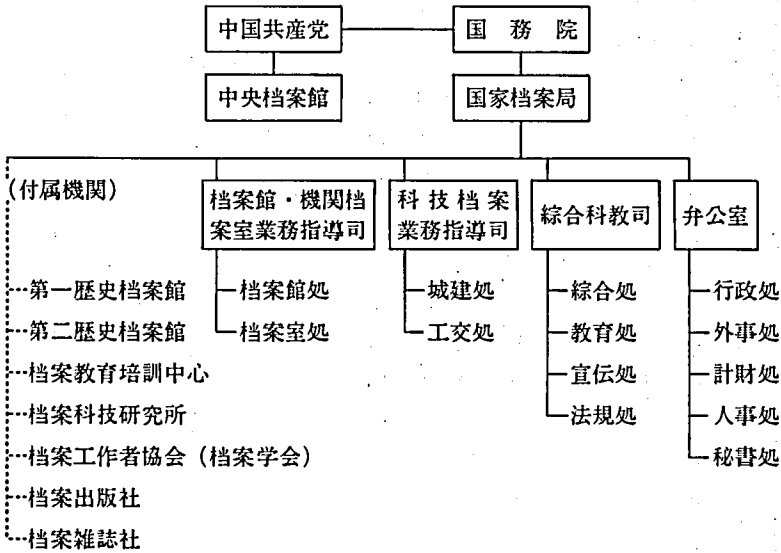 中国共産党
国務院
中央档案館
国家档案局
(付属機関)
档案館・機関档
案室業務指導司
科技档案
業務指導司
綜合科教司
弁公室
第一歴史档案館
第二歴史档案館
档案教育培訓中心
档案科技研究所
档案工作者協会(档案学会)
档案出版社
档案雑誌社
档案館処
档案室処
城建処
工交処
綜合処
教育処
宣伝処
法規処
行政処
外事処
計財処
人事処
秘書処